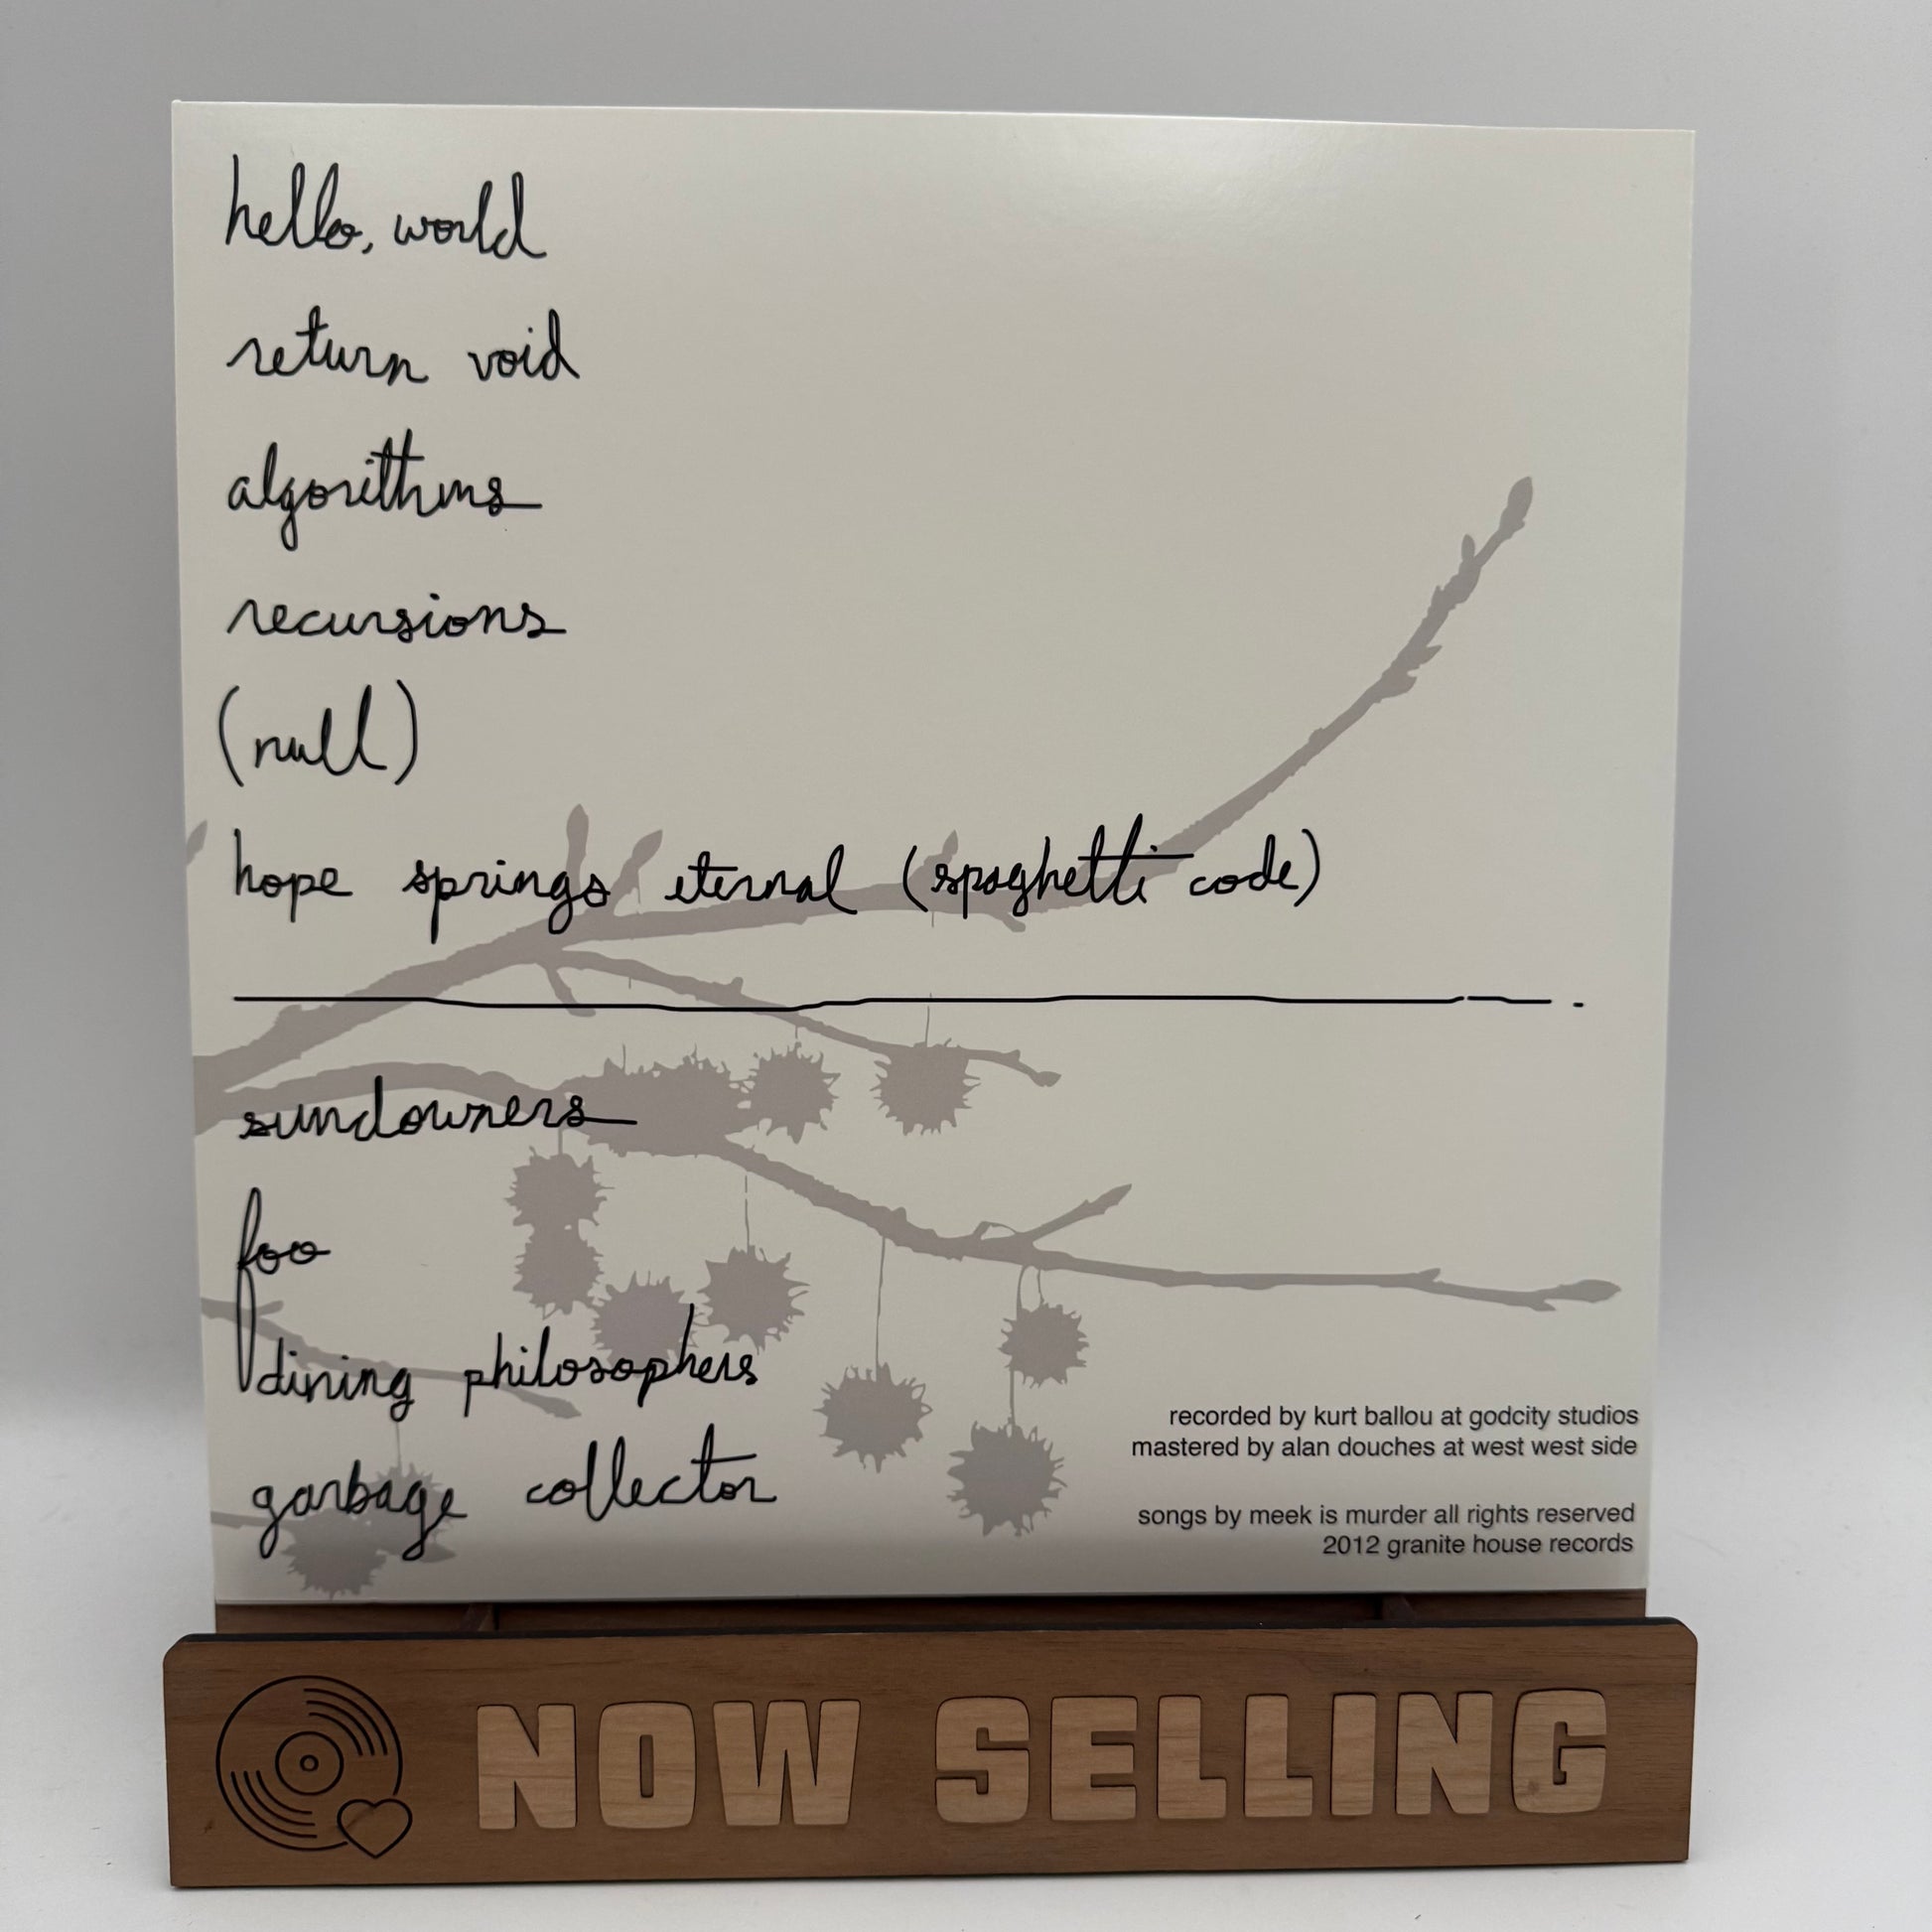 hello, world
return void
algorithms
recursions
(null)
hope springs eternal (spaghetti code)
sundowners
foo
dining philosophers
garbage collector
recorded by kurt ballou at godcity studios
mastered by alan douches at west west side
songs by meek is murder all rights reserved
2012 granite house records
NOW SELLING